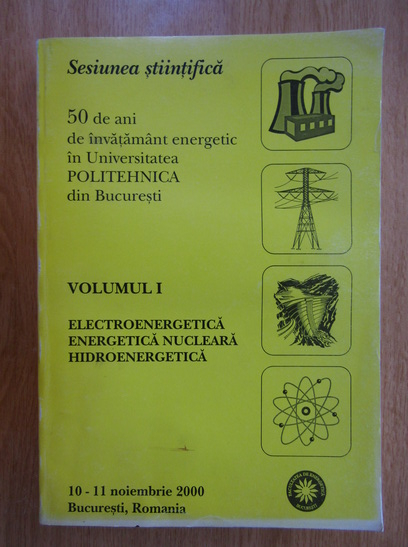 Sesiunea științifică
50 de ani
de învățământ energetic
în Universitatea
POLITEHNICA
din București
VOLUMUL I
ELECTROENERGETICĂ
ENERGETICĂ NUCLEARĂ
HIDROENERGETICĂ
10 - 11 noiembrie 2000
București, Romania
BUCUREȘTI